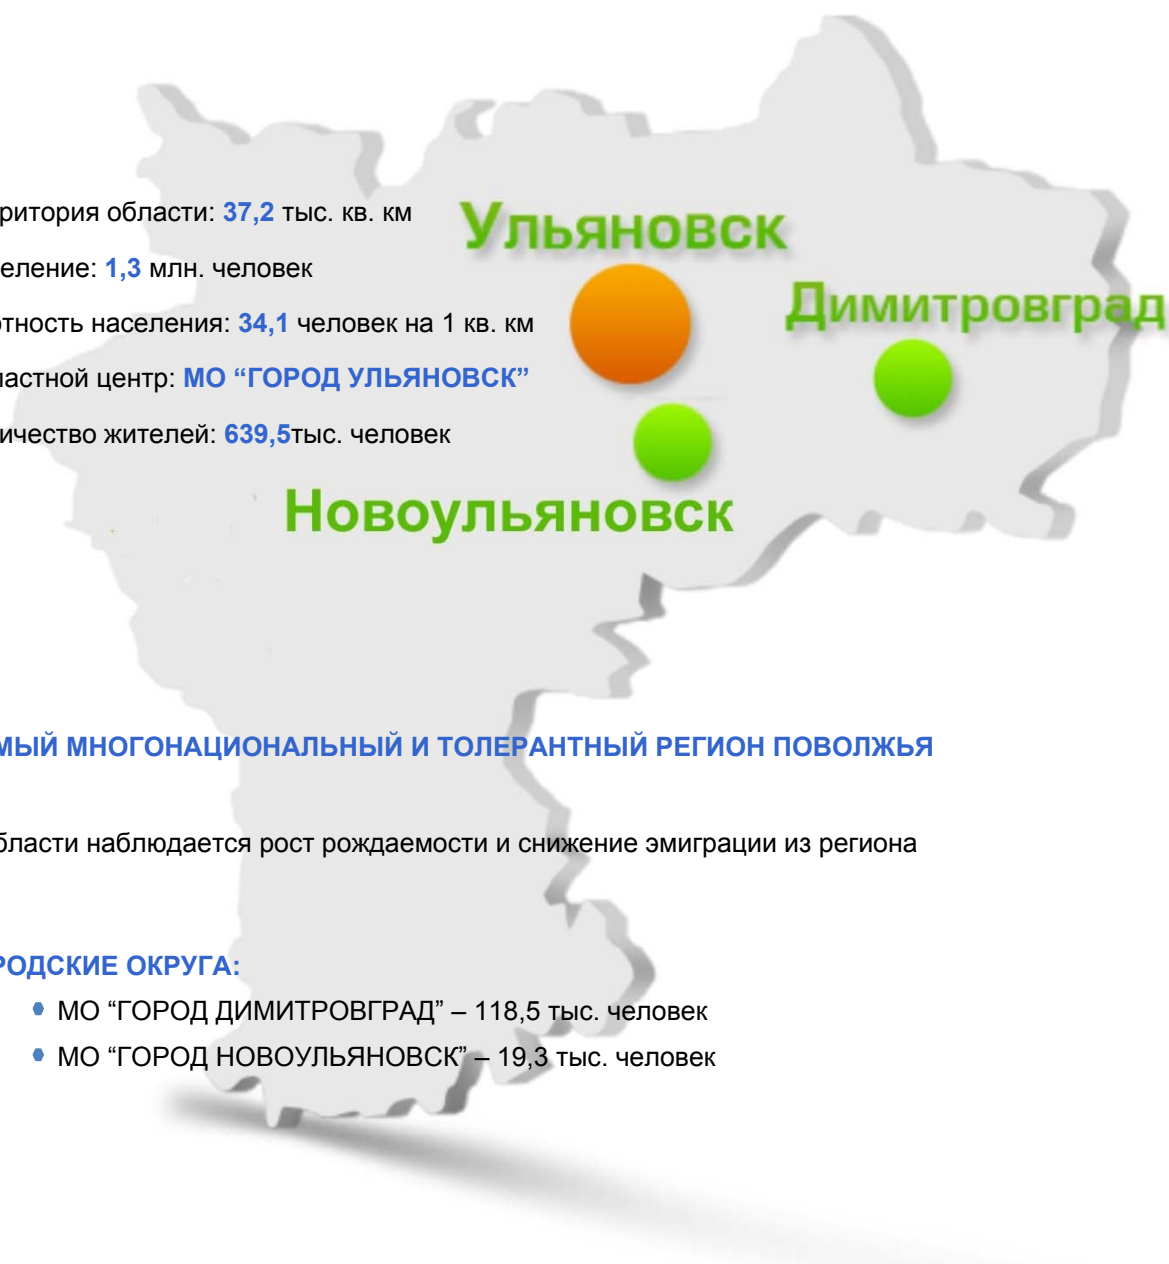 ритория области: 37,2 тыс. кв. км
Ульяновск
еление: 1,3 млн. человек
Димитровград
отность населения: 34,1 человек на 1 кв. км
ластной центр: МО “ГОРОД УЛЬЯНОВСК”
ичество жителей: 639,5тыс. человек
Новоульяновск
МЫЙ МНОГОНАЦИОНАЛЬНЫЙ И ТОЛЕРАНТНЫЙ РЕГИОН ПОВОЛЖЬЯ
бласти наблюдается рост рождаемости и снижение эмиграции из региона
РОДСКИЕ ОКРУГА:
МО “ГОРОД ДИМИТРОВГРАД” – 118,5 тыс. человек
МО “ГОРОД НОВОУЛЬЯНОВСК” – 19,3 тыс. человек